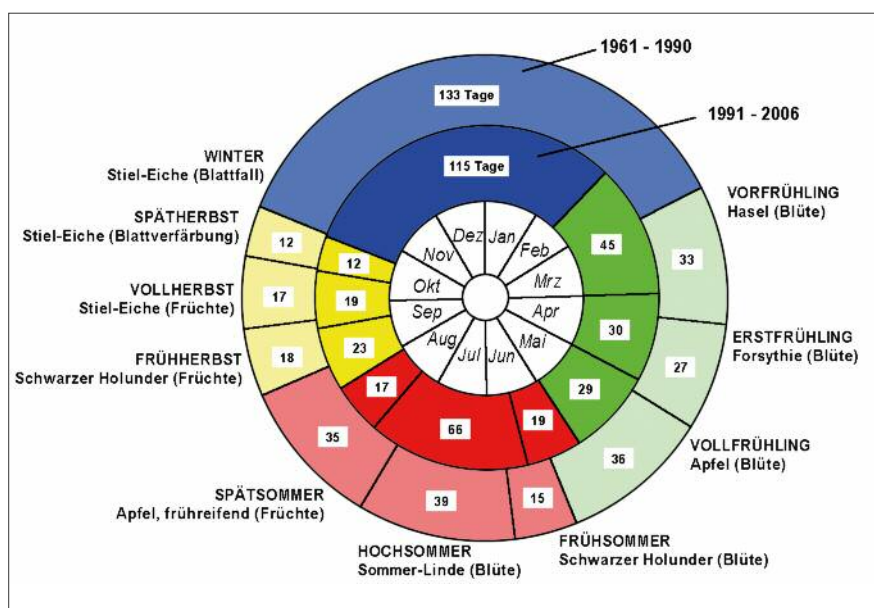 1961 - 1990
133 Tage
1991 - 2006
115 Tage
WINTER
Stiel-Eiche (Blattfall)
SPÄTHERBST
Stiel-Eiche (Blattverfärbung)
VOLLHERBST
Stiel-Eiche (Früchte)
FRÜHHERBST
Schwarzer Holunder (Früchte)
SPÄTSOMMER
Apfel, frühreifend (Früchte)
HOCHSOMMER
Sommer-Linde (Blüte)
FRÜHSOMMER
Schwarzer Holunder (Blüte)
VOLLFRÜHLING
Apfel (Blüte)
ERSTFRÜHLING
Forsythie (Blüte)
VORFRÜHLING
Hasel (Blüte)
12
17
18
35
39
15
36
27
33
12
19
23
17
66
19
29
30
45
Jan
Feb
Mrz
Apr
Mai
Jun
Jul
Aug
Sep
Okt
Nov
Dez